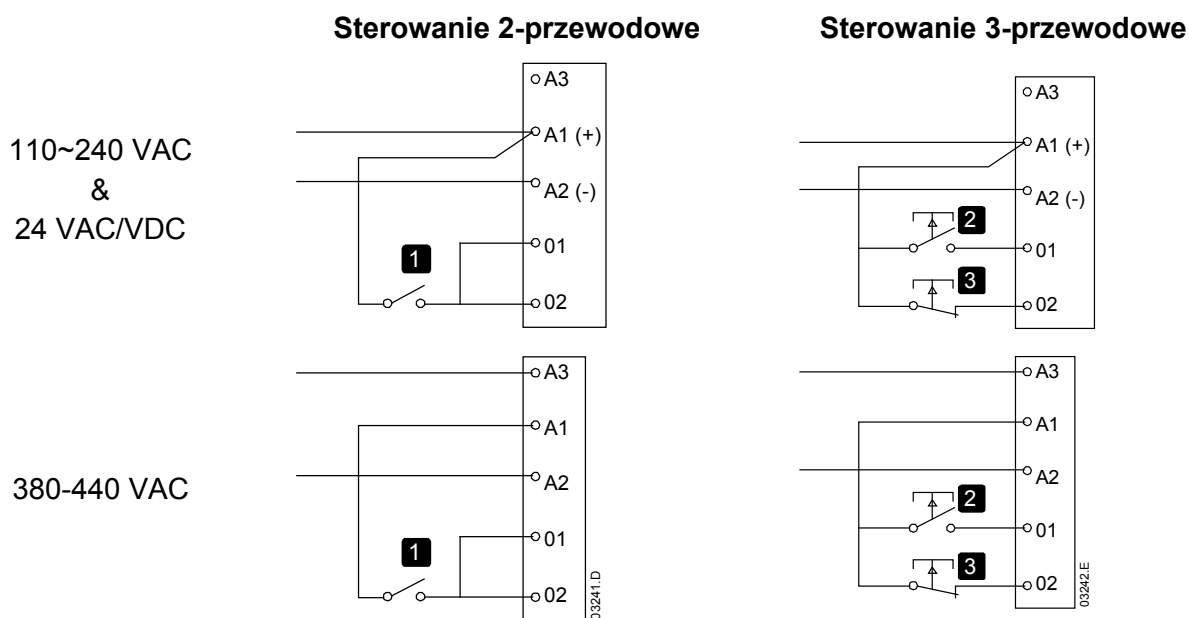 Sterowanie 2-przewodowe
Sterowanie 3-przewodowe
110~240 VAC
&
24 VAC/VDC
A3
A1 (+)
A2 (-)
01
02
1
A3
A1 (+)
A2 (-)
01
02
2
3
380-440 VAC
A3
A1
A2
01
02
1
03241.D
A3
A1
A2
01
02
2
3
03242.E